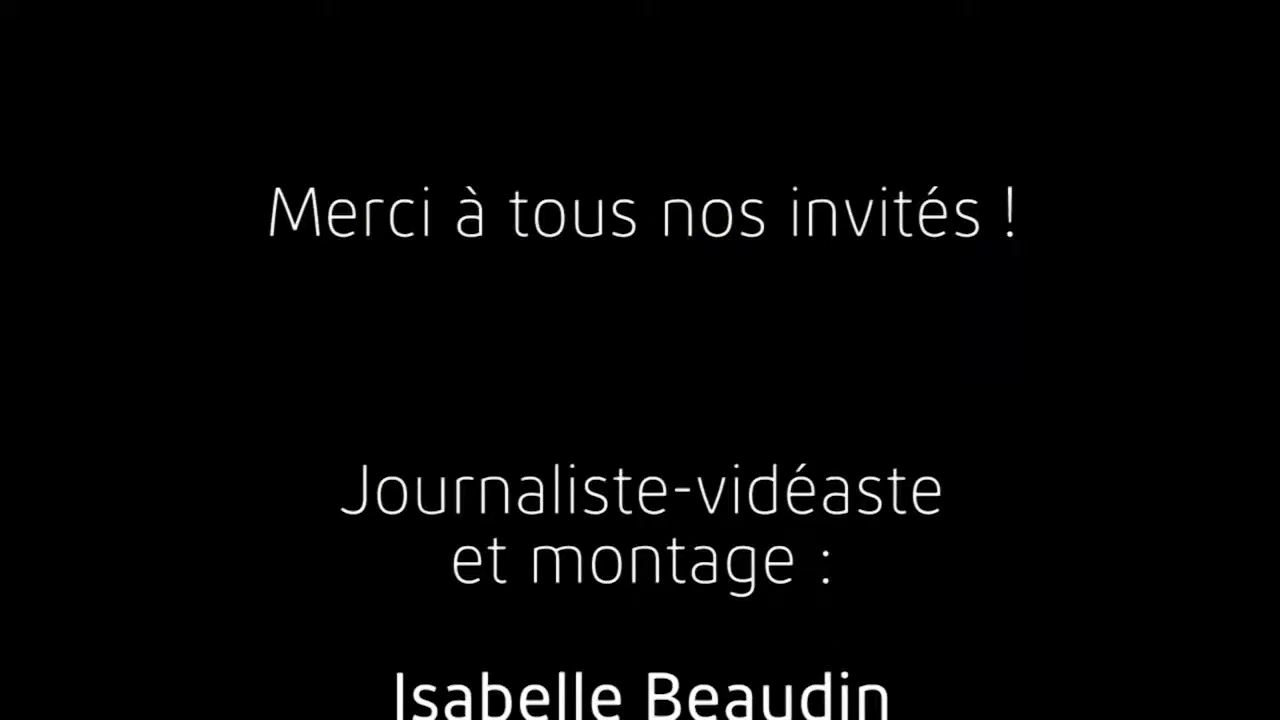 Merci à tous nos invités !
Journaliste-vidéaste
et montage :
Isabelle Beaudin